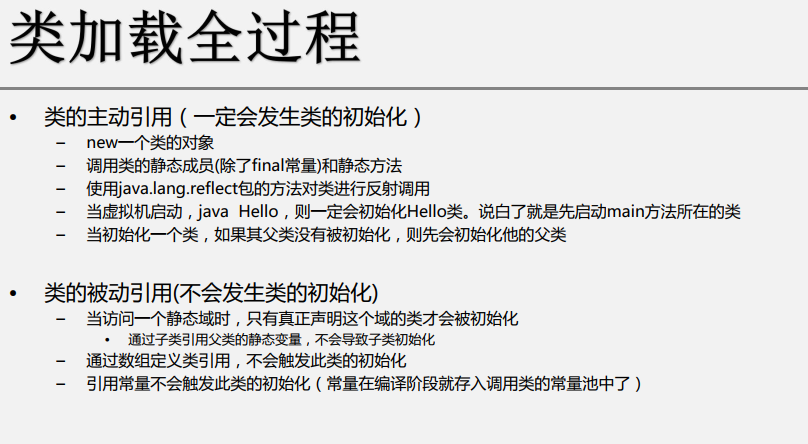 类加载全过程
• 类的主动引用（一定会发生类的初始化）
– new一个类的对象
– 调用类的静态成员(除了final常量)和静态方法
– 使用java.lang.reflect包的方法对类进行反射调用
– 当虚拟机启动，java Hello，则一定会初始化Hello类。说白了就是先启动main方法所在的类
– 当初始化一个类，如果其父类没有被初始化，则先会初始化他的父类
• 类的被动引用(不会发生类的初始化)
– 当访问一个静态域时，只有真正声明这个域的类才会被初始化
• 通过子类引用父类的静态变量，不会导致子类初始化
– 通过数组定义类引用，不会触发此类的初始化
– 引用常量不会触发此类的初始化（常量在编译阶段就存入调用类的常量池中了）